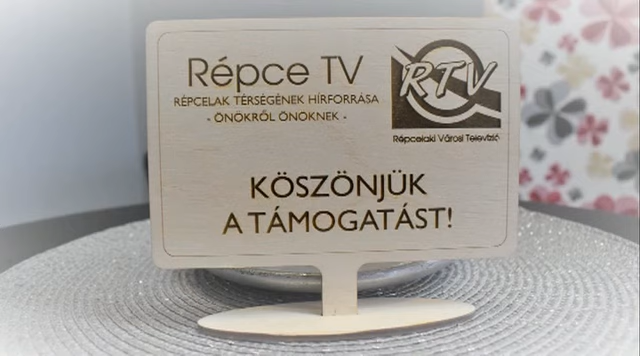 Répce TV
RÉPCELAK TÉRSÉGÉNEK HÍRFORRÁSA
- ÖNÖKRŐL ÖNÖKNEK -
RTV
Répcelaki Városi Televízió
KÖSZÖNJÜK
A TÁMOGATÁST!